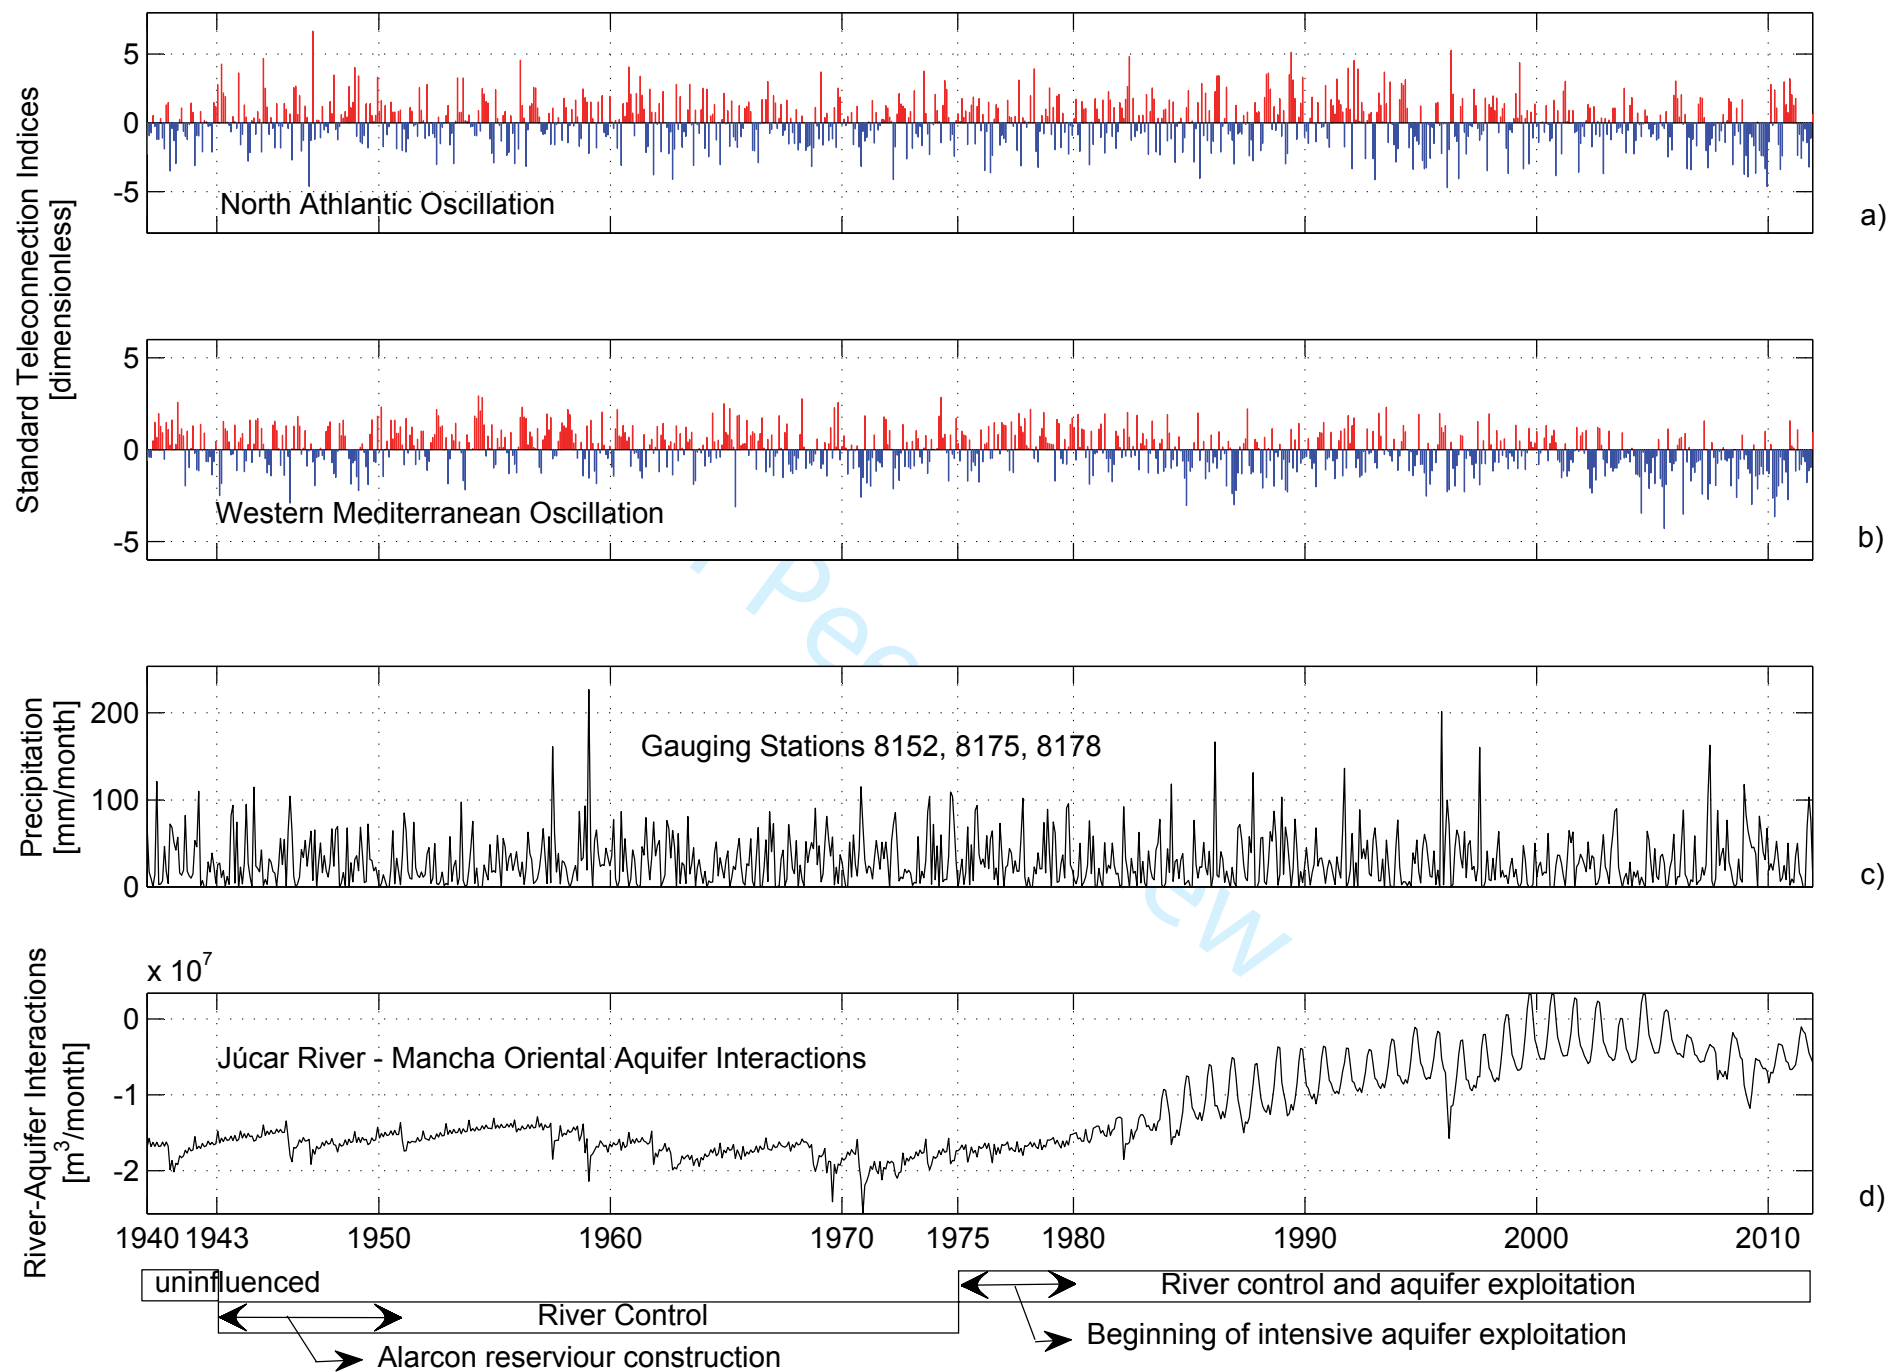 Standard Teleconnection Indices
[dimensionless]
5
0
-5
North Athlantic Oscillation
a)
5
0
-5
Western Mediterranean Oscillation
b)
Peer Review
Precipitation
[mm/month]
200
100
0
Gauging Stations 8152, 8175, 8178
c)
River-Aquifer Interactions
[m³/month]
x 10⁷
0
-1
-2
Júcar River - Mancha Oriental Aquifer Interactions
d)
1940 1943 1950 1960 1970 1975 1980 1990 2000 2010
uninfluenced
River control and aquifer exploitation
River Control
Beginning of intensive aquifer exploitation
Alarcon reserviour construction